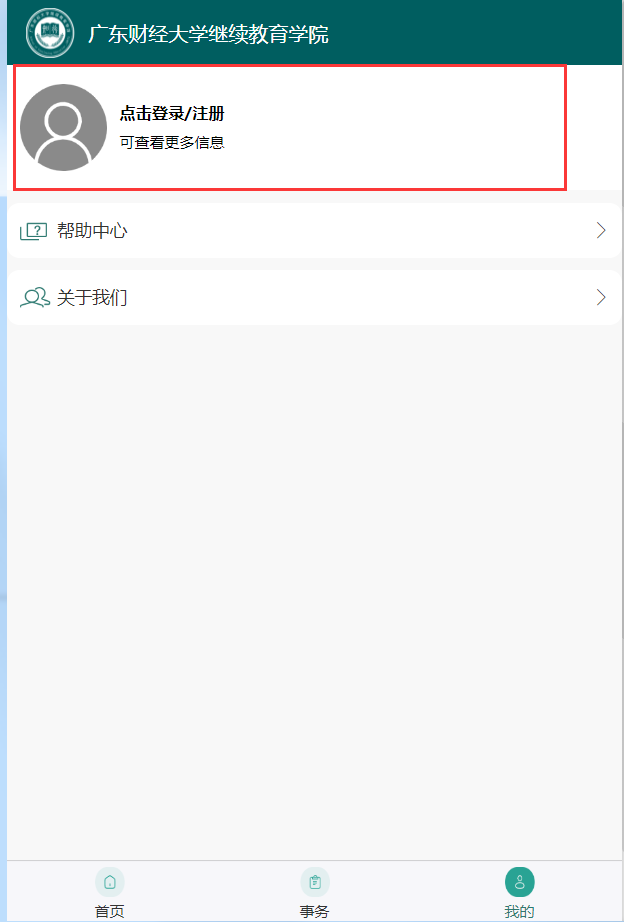 广东财经大学继续教育学院
点击登录/注册
可查看更多信息
帮助中心
关于我们
首页
事务
我的